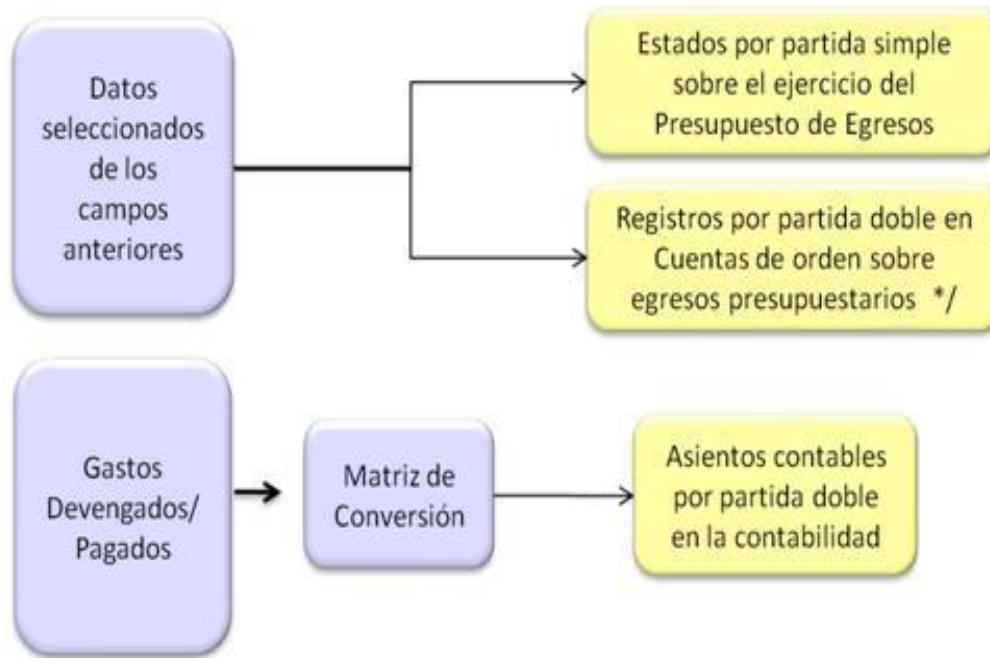 Datos
seleccionados
de los
campos
anteriores
Estados por partida simple
sobre el ejercicio del
Presupuesto de Egresos
Registros por partida doble en
Cuentas de orden sobre
egresos presupuestarios */
Gastos
Devengados/
Pagados
Matriz de
Conversión
Asientos contables
por partida doble
en la contabilidad